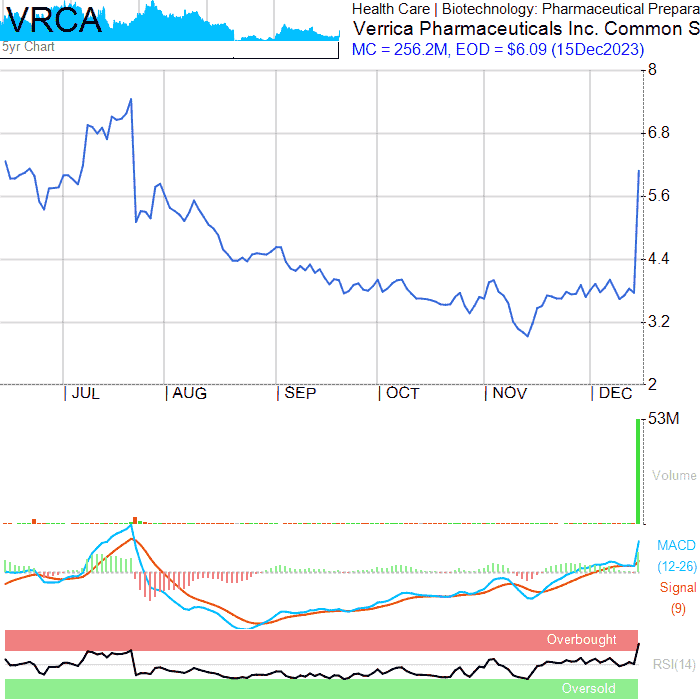 VRCA
5yr Chart
Health Care | Biotechnology: Pharmaceutical Prepara
Verrica Pharmaceuticals Inc. Common S
MC = 256.2M, EOD = $6.09 (15Dec2023)
8
6.8
5.6
4.4
3.2
2
JUL
AUG
SEP
OCT
NOV
DEC
53M
Volume
MACD
(12-26)
Signal
(9)
Overbought
RSI(14)
Oversold